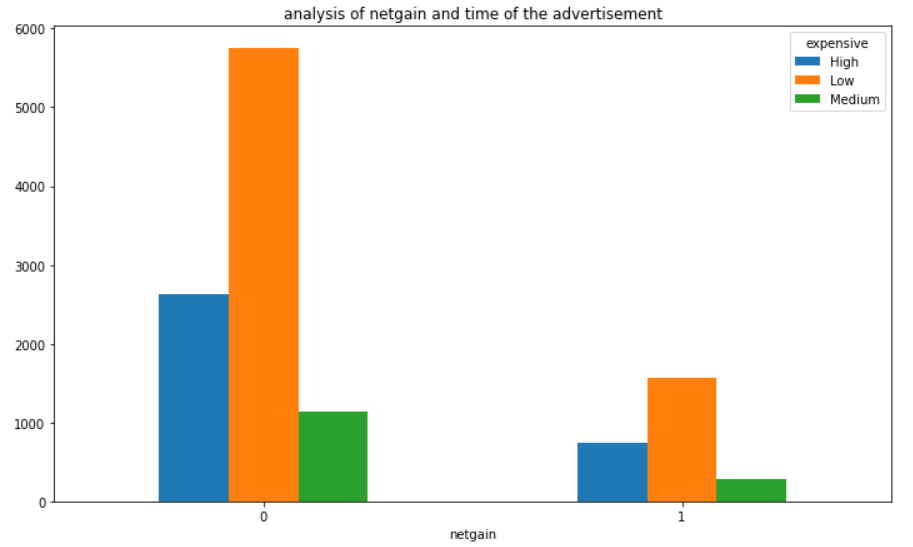 analysis of netgain and time of the advertisement
expensive
High
Low
Medium
6000
5000
4000
3000
2000
1000
0
0 1
netgain